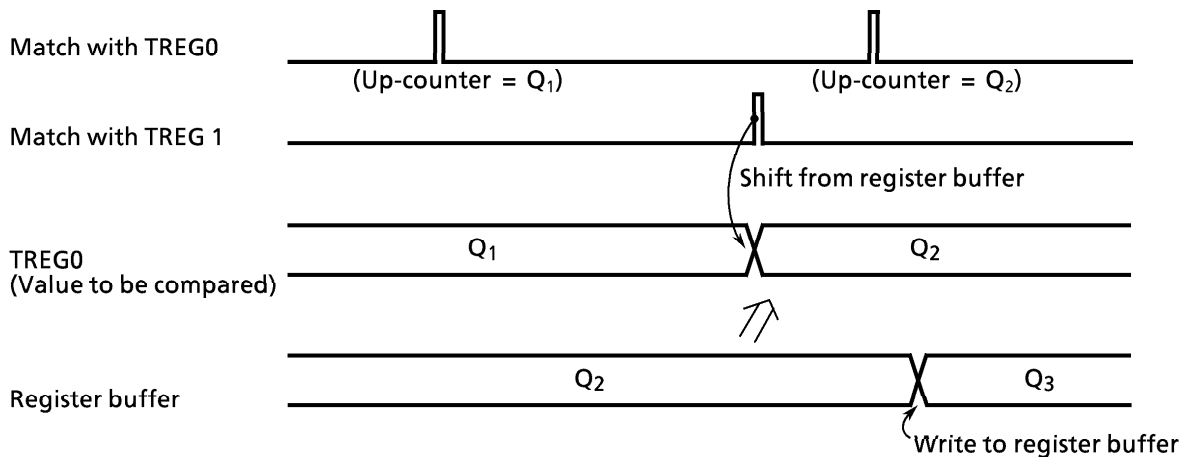 Match with TREG0
(Up-counter = Q₁)
(Up-counter = Q₂)
Match with TREG 1
Shift from register buffer
TREG0
(Value to be compared)
Q₁
Q₂
Register buffer
Q₂
Q₃
Write to register buffer